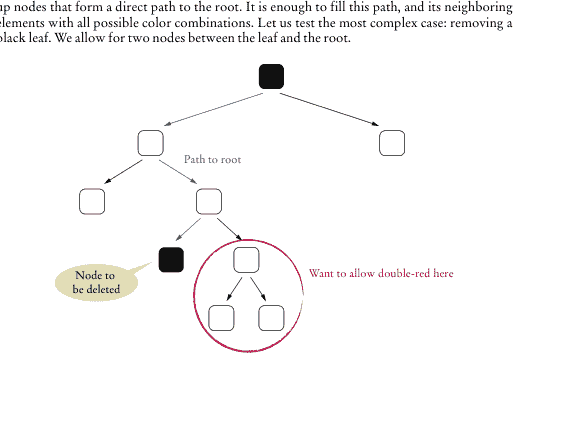 up nodes that form a direct path to the root. It is enough to fill this path, and its neighboring
elements with all possible color combinations. Let us test the most complex case: removing a
black leaf. We allow for two nodes between the leaf and the root.
Path to root
Node to
be deleted
Want to allow double-red here